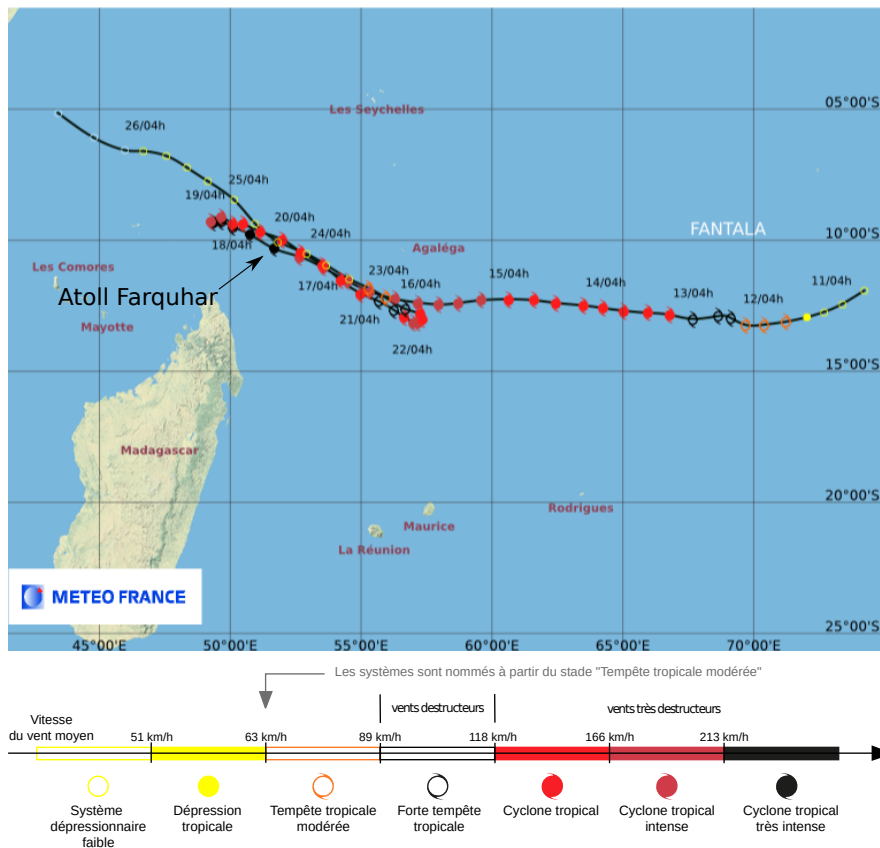 05°00'S
Les Seychelles
26/04h
25/04h
19/04h
20/04h
24/04h
FANTALA
10°00'S
18/04h
Agaléga
Les Comores
23/04h
11/04h
17/04h
16/04h
15/04h
14/04h
13/04h
12/04h
Atoll Farquhar
Mayotte
21/04h
22/04h
15°00'S
Madagascar
20°00'S
Rodrigues
Maurice
La Réunion
METEO FRANCE
25°00'S
45°00'E 50°00'E 55°00'E 60°00'E 65°00'E 70°00'E
Les systèmes sont nommés à partir du stade "Tempête tropicale modérée"
vents destructeurs vents très destructeurs
Vitesse
du vent moyen 51 km/h 63 km/h 89 km/h 118 km/h 166 km/h 213 km/h
Système
dépressionnaire
faible
Dépression
tropicale
Tempête tropicale
modérée
Forte tempête
tropicale
Cyclone tropical
Cyclone tropical
intense
Cyclone tropical
très intense